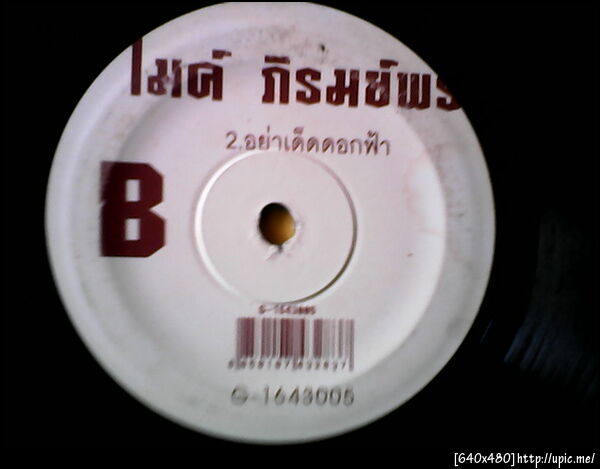 ไมค์ ภิรมย์พร
2.อย่าเด็ดดอกฟ้า
B
G-1643005
G-1643005
[640x480]http://upic.me/